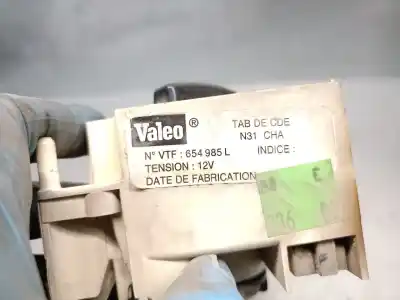 Valeo ®
TAB DE CDE
N31 CHA
N° VTF : 654 985 L INDICE :
TENSION : 12V
DATE DE FABRICATION